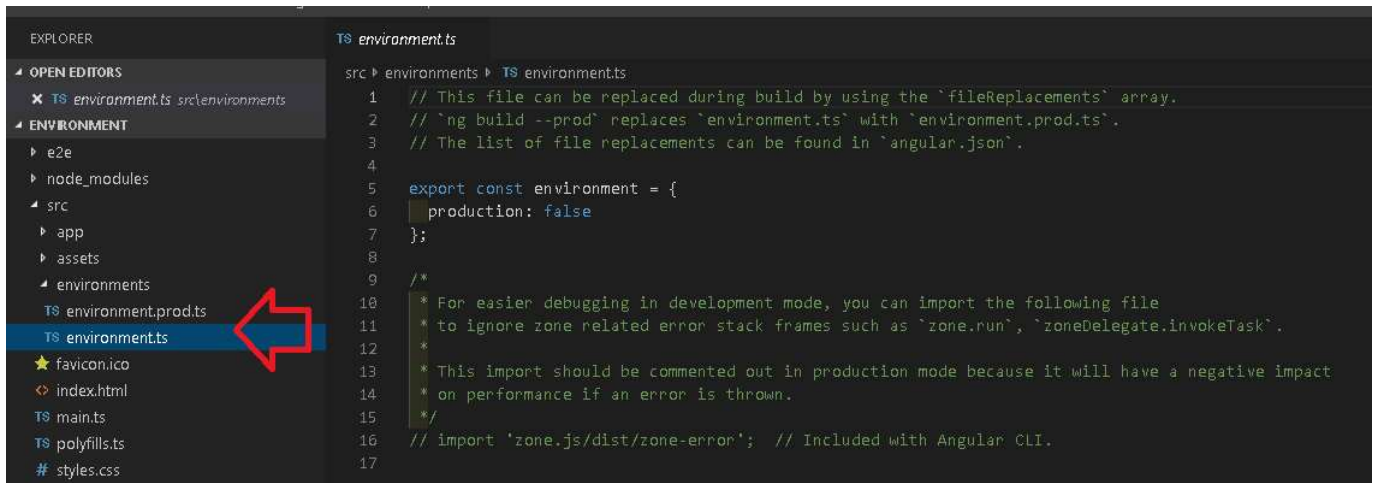 EXPLORER
OPEN EDITORS
TS environment.ts src\environments
ENVIRONMENT
e2e
node_modules
src
app
assets
environments
TS environment.prod.ts
TS environment.ts
favicon.ico
<> index.html
TS main.ts
TS polyfills.ts
# styles.css
TS environment.ts
src environments TS environment.ts
1 // This file can be replaced during build by using the `fileReplacements` array.
2 // `ng build --prod` replaces `environment.ts` with `environment.prod.ts`.
3 // The list of file replacements can be found in `angular.json`.
4
5 export const environment = {
6 production: false
7 };
8
9 /*
10 * For easier debugging in development mode, you can import the following file
11 * to ignore zone related error stack frames such as `zone.run`, `zoneDelegate.invokeTask`.
12 *
13 * This import should be commented out in production mode because it will have a negative impact
14 * on performance if an error is thrown.
15 */
16 // import 'zone.js/dist/zone-error';  // Included with Angular CLI.
17